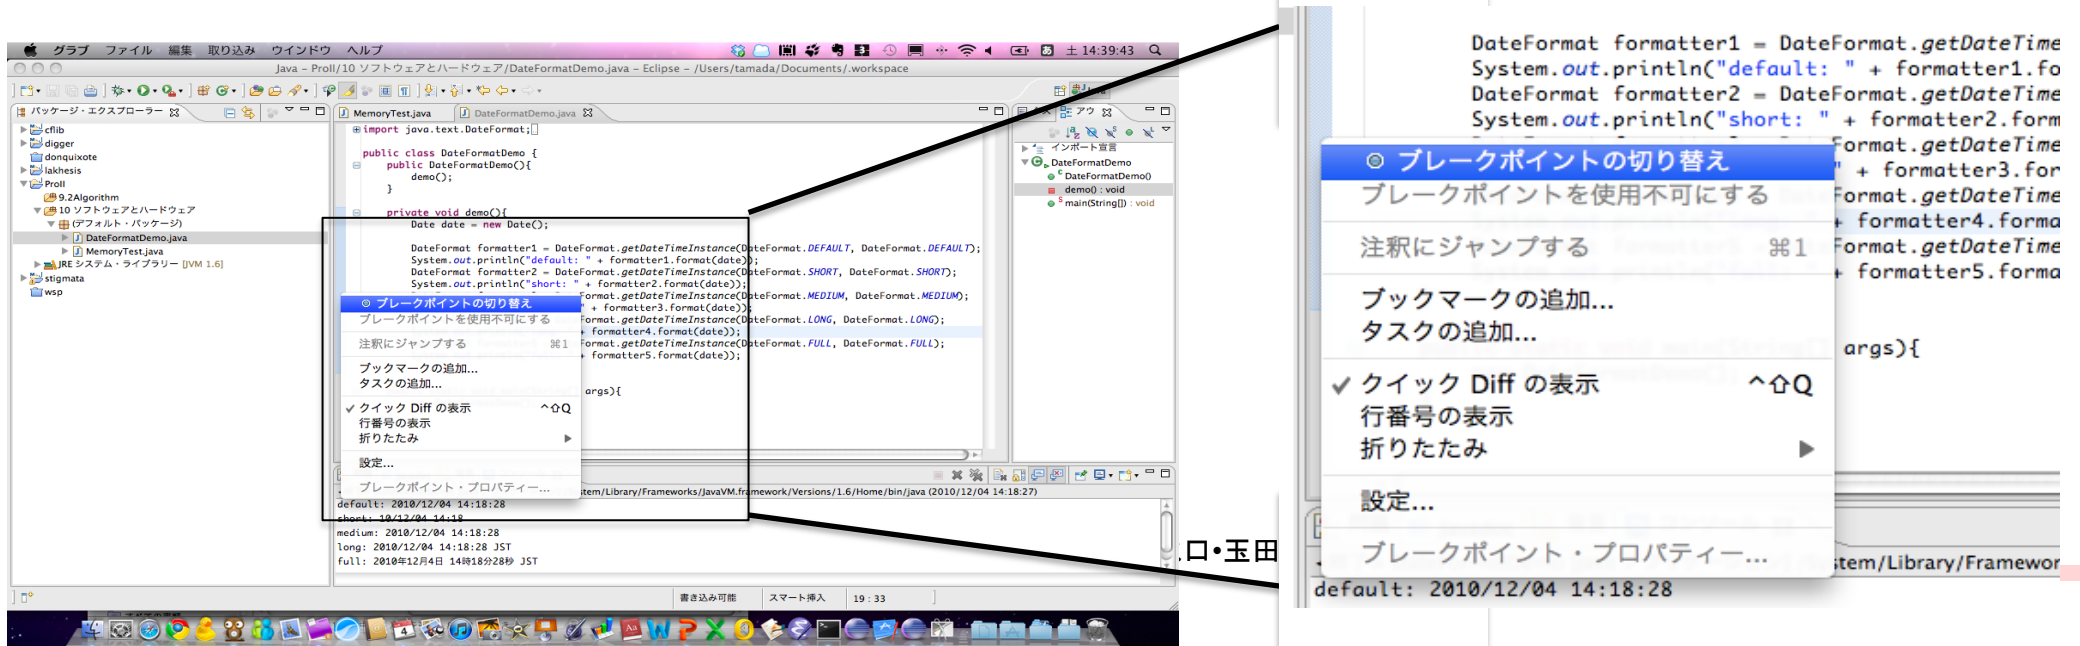 グラブ ファイル 編集 取り込み ウインドウ ヘルプ
土 14:39:43
Java – ProII/10 ソフトウェアとハードウェア/DateFormatDemo.java – Eclipse – /Users/tamada/Documents/.workspace
パッケージ・エクスプローラー
cflib
digger
donquixote
lakhesis
ProII
9.2Algorithm
10 ソフトウェアとハードウェア
(デフォルト・パッケージ)
DateFormatDemo.java
MemoryTest.java
JRE システム・ライブラリー [JVM 1.6]
stigmata
wsp
MemoryTest.java
DateFormatDemo.java
import java.text.DateFormat;
public class DateFormatDemo {
public DateFormatDemo(){
demo();
}
private void demo(){
Date date = new Date();
DateFormat formatter1 = DateFormat.getDateTimeInstance(DateFormat.DEFAULT, DateFormat.DEFAULT);
System.out.println("default: " + formatter1.format(date));
DateFormat formatter2 = DateFormat.getDateTimeInstance(DateFormat.SHORT, DateFormat.SHORT);
System.out.println("short: " + formatter2.format(date));
Format.getDateTimeInstance(DateFormat.MEDIUM, DateFormat.MEDIUM);
" + formatter3.format(date));
Format.getDateTimeInstance(DateFormat.LONG, DateFormat.LONG);
+ formatter4.format(date));
Format.getDateTimeInstance(DateFormat.FULL, DateFormat.FULL);
+ formatter5.format(date));
args){
ブレークポイントの切り替え
ブレークポイントを使用不可にする
注釈にジャンプする ⌘1
ブックマークの追加...
タスクの追加...
✓ クイック Diff の表示 ^⇧Q
行番号の表示
折りたたみ
設定...
ブレークポイント・プロパティー...
アウ
インポート宣言
DateFormatDemo
DateFormatDemo()
demo() : void
main(String[]) : void
stem/Library/Frameworks/JavaVM.framework/Versions/1.6/Home/bin/java (2010/12/04 14:18:27)
default: 2010/12/04 14:18:28
short: 10/12/04 14:18
medium: 2010/12/04 14:18:28
long: 2010/12/04 14:18:28 JST
full: 2010年12月4日 14時18分28秒 JST
書き込み可能 スマート挿入 19 : 33
口・玉田
DateFormat formatter1 = DateFormat.getDateTime
System.out.println("default: " + formatter1.fo
DateFormat formatter2 = DateFormat.getDateTime
System.out.println("short: " + formatter2.form
Format.getDateTime
" + formatter3.for
Format.getDateTime
+ formatter4.forma
Format.getDateTime
+ formatter5.forma
args){
ブレークポイントの切り替え
ブレークポイントを使用不可にする
注釈にジャンプする ⌘1
ブックマークの追加...
タスクの追加...
✓ クイック Diff の表示 ^⇧Q
行番号の表示
折りたたみ
設定...
ブレークポイント・プロパティー...
stem/Library/Framewor
default: 2010/12/04 14:18:28